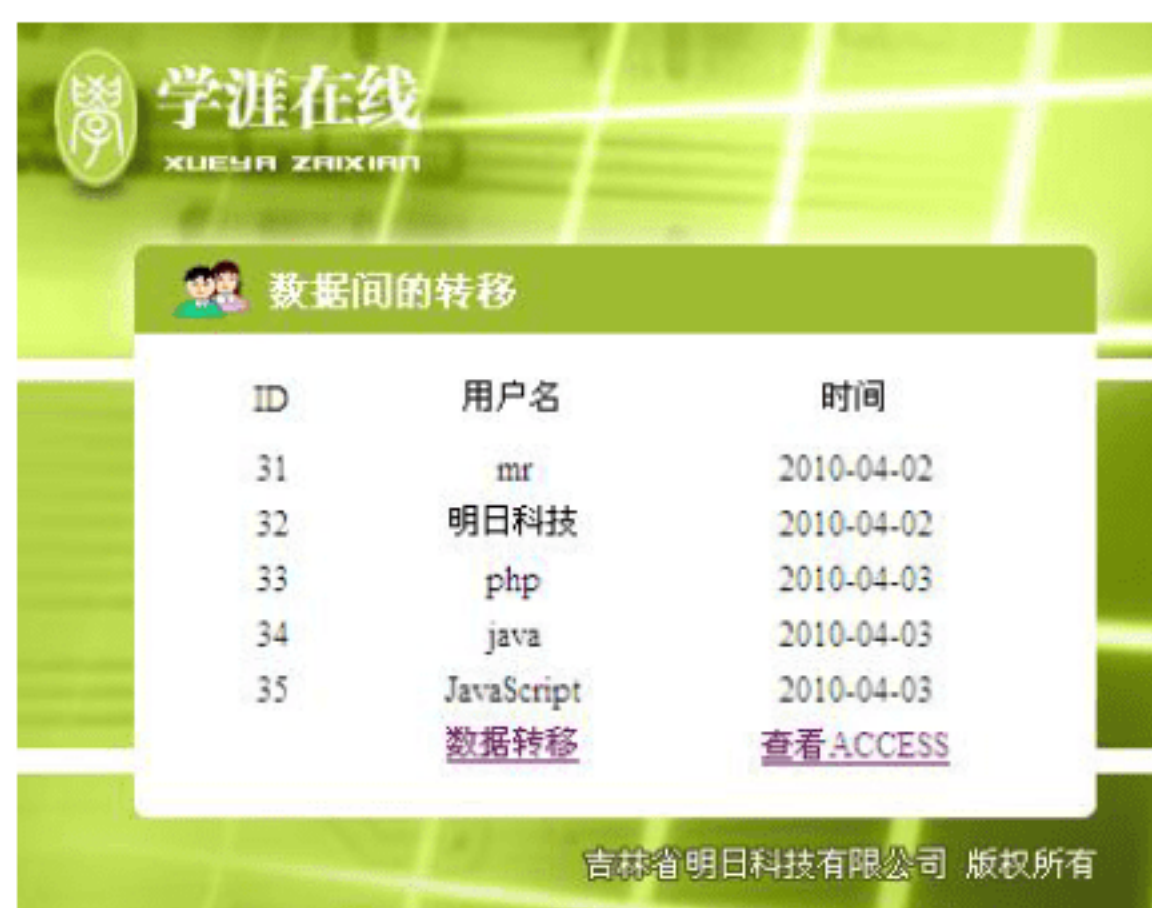 学涯在线
XUEYA ZAIXIAN
数据间的转移
ID 用户名 时间
31 mr 2010-04-02
32 明日科技 2010-04-02
33 php 2010-04-03
34 java 2010-04-03
35 JavaScript 2010-04-03
数据转移 查看ACCESS
吉林省明日科技有限公司 版权所有